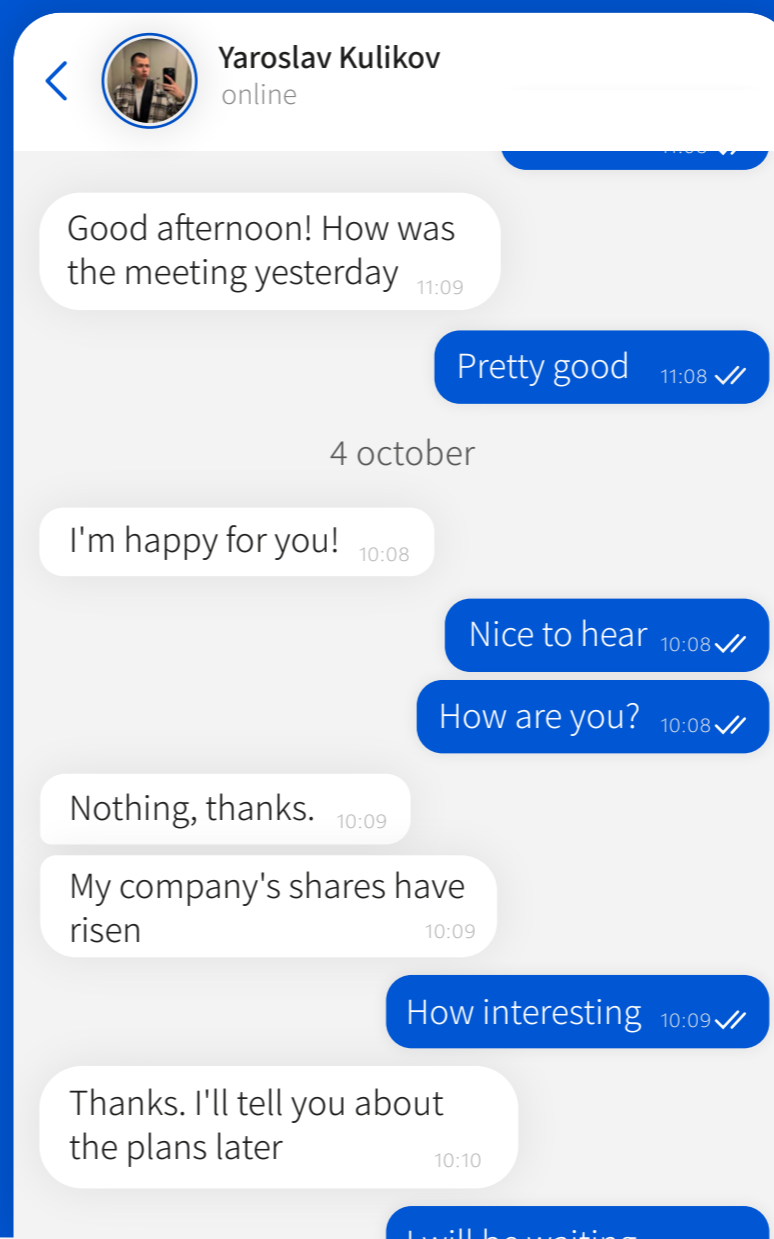 Yaroslav Kulikov
online
Good afternoon! How was
the meeting yesterday 11:09
Pretty good 11:08
4 october
I'm happy for you! 10:08
Nice to hear 10:08
How are you? 10:08
Nothing, thanks. 10:09
My company's shares have
risen 10:09
How interesting 10:09
Thanks. I'll tell you about
the plans later 10:10
I will be waiting